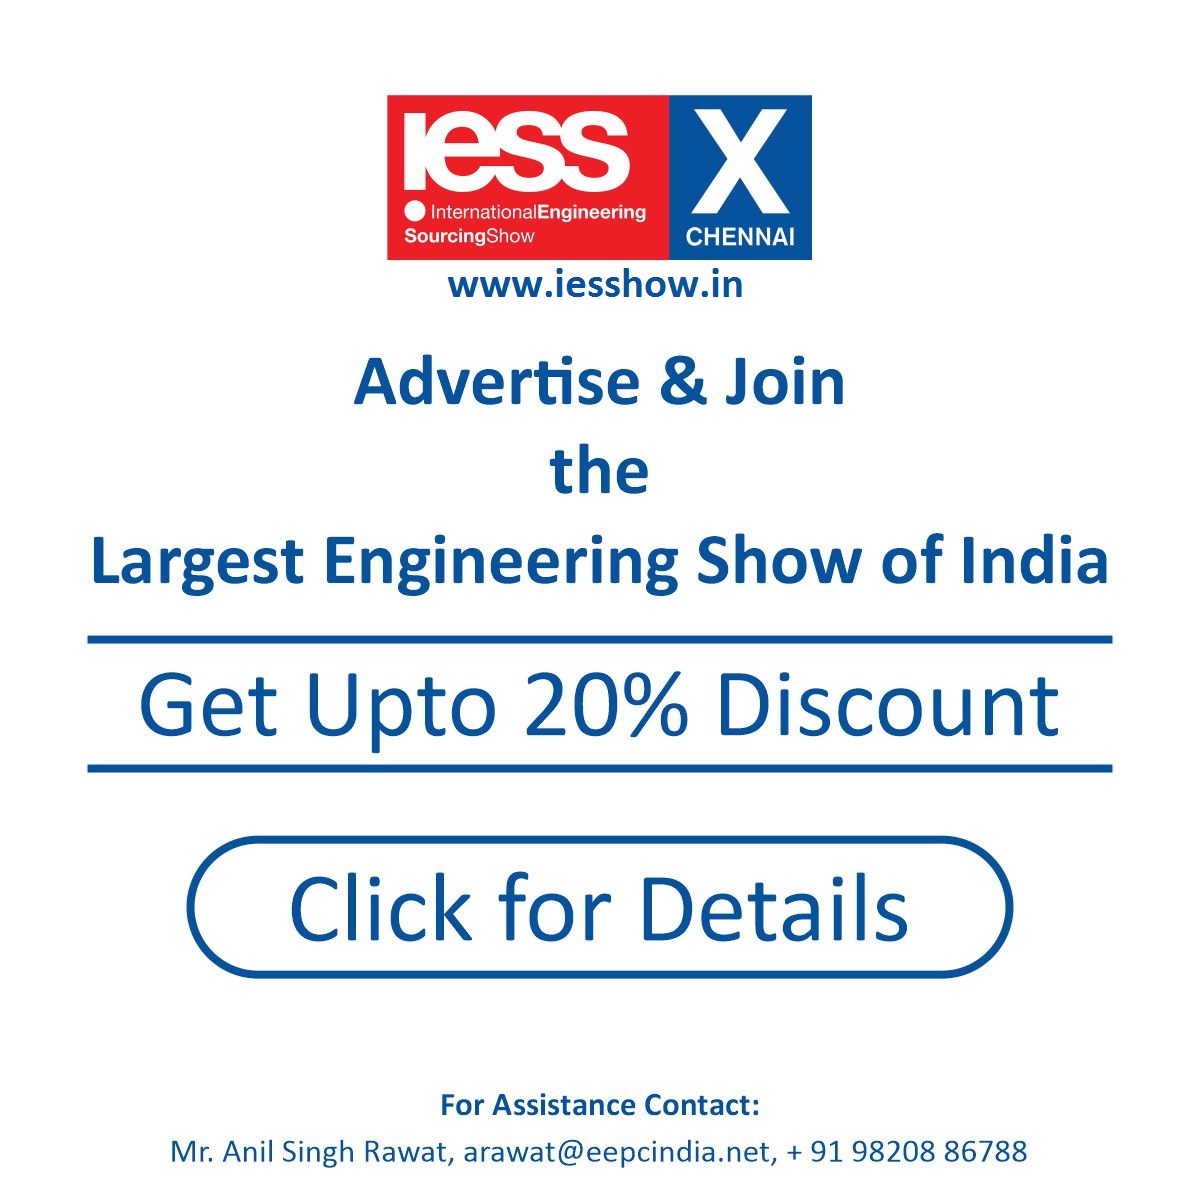 iess
InternationalEngineering
SourcingShow
X
CHENNAI
www.iesshow.in
Advertise & Join
the
Largest Engineering Show of India
Get Upto 20% Discount
Click for Details
For Assistance Contact:
Mr. Anil Singh Rawat, arawat@eepcindia.net, + 91 98208 86788